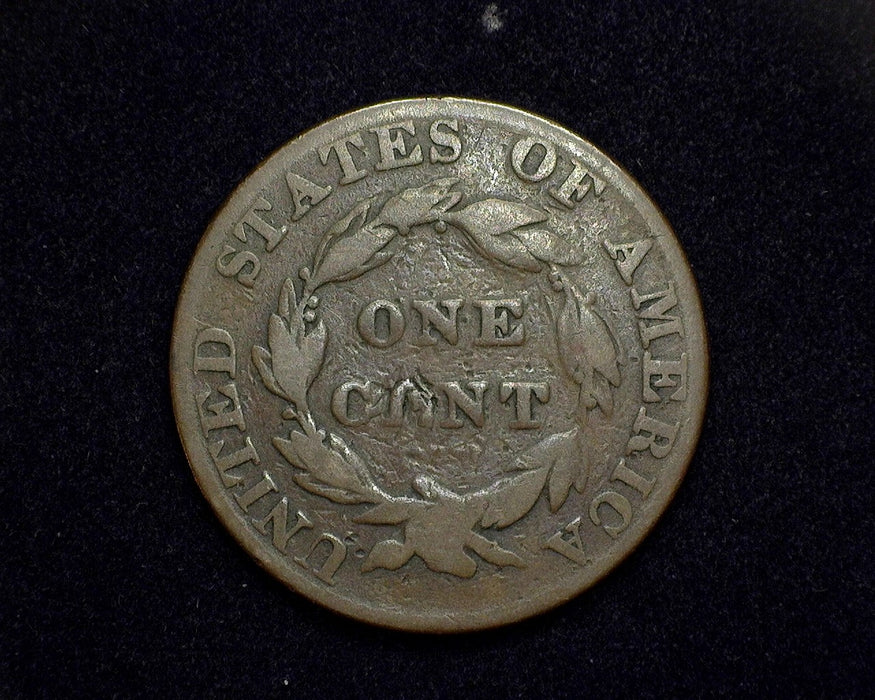 UNITED STATES OF AMERICA
ONE
CENT